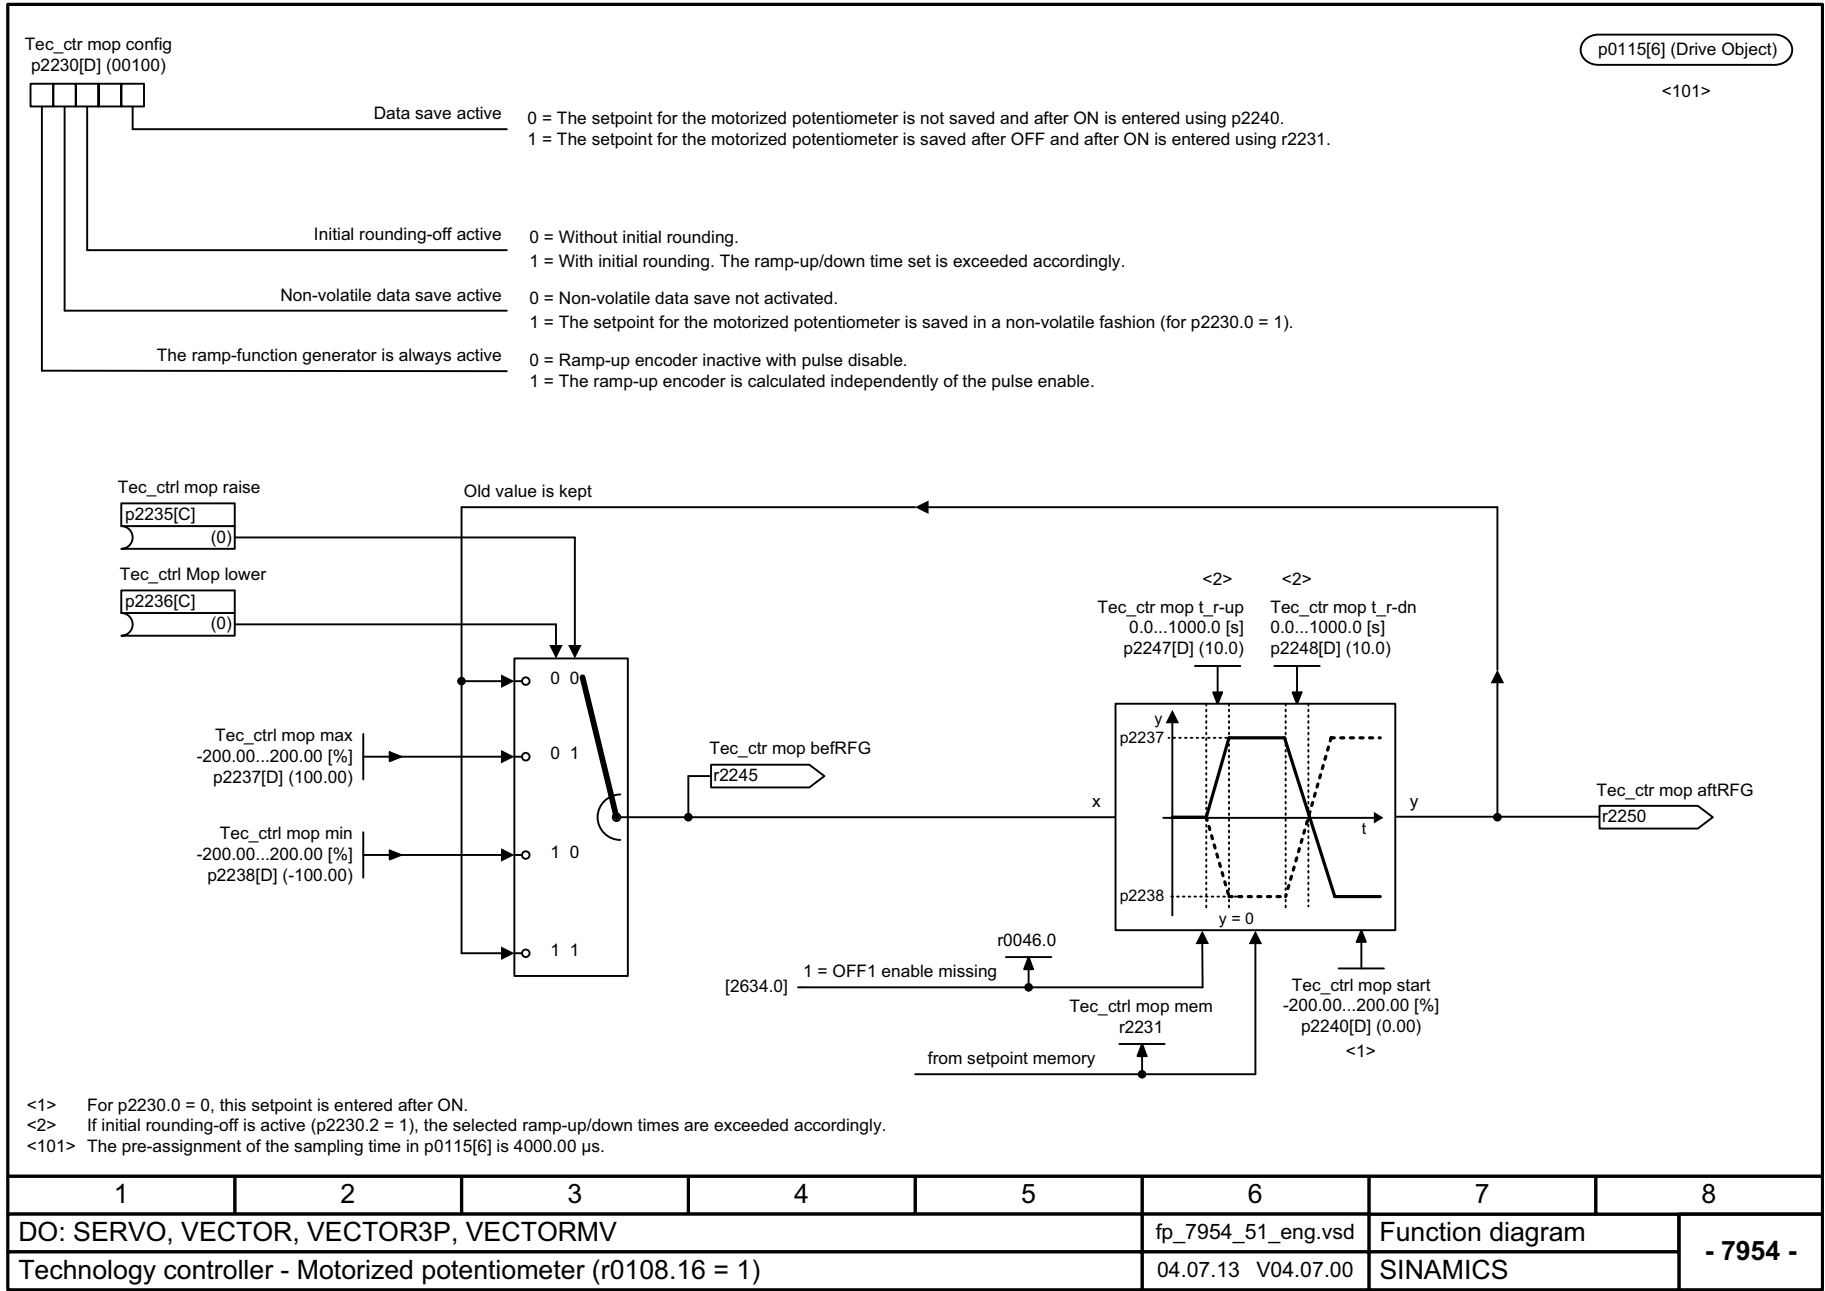 Tec_ctr mop config
p2230[D] (00100)
p0115[6] (Drive Object)
<101>
Data save active
0 = The setpoint for the motorized potentiometer is not saved and after ON is entered using p2240.
1 = The setpoint for the motorized potentiometer is saved after OFF and after ON is entered using r2231.
Initial rounding-off active
0 = Without initial rounding.
1 = With initial rounding. The ramp-up/down time set is exceeded accordingly.
Non-volatile data save active
0 = Non-volatile data save not activated.
1 = The setpoint for the motorized potentiometer is saved in a non-volatile fashion (for p2230.0 = 1).
The ramp-function generator is always active
0 = Ramp-up encoder inactive with pulse disable.
1 = The ramp-up encoder is calculated independently of the pulse enable.
Tec_ctrl mop raise
p2235[C]
(0)
Old value is kept
Tec_ctrl Mop lower
p2236[C]
(0)
<2>
<2>
Tec_ctr mop t_r-up
0.0...1000.0 [s]
p2247[D] (10.0)
Tec_ctr mop t_r-dn
0.0...1000.0 [s]
p2248[D] (10.0)
0 0
Tec_ctrl mop max
-200.00...200.00 [%]
p2237[D] (100.00)
0 1
Tec_ctr mop befRFG
r2245
y
p2237
x
t
y
Tec_ctr mop aftRFG
r2250
Tec_ctrl mop min
-200.00...200.00 [%]
p2238[D] (-100.00)
1 0
p2238
y = 0
1 1
r0046.0
1 = OFF1 enable missing
[2634.0]
Tec_ctrl mop mem
r2231
from setpoint memory
Tec_ctrl mop start
-200.00...200.00 [%]
p2240[D] (0.00)
<1>
<1> For p2230.0 = 0, this setpoint is entered after ON.
<2> If initial rounding-off is active (p2230.2 = 1), the selected ramp-up/down times are exceeded accordingly.
<101> The pre-assignment of the sampling time in p0115[6] is 4000.00 µs.
1 2 3 4 5 6 7 8
DO: SERVO, VECTOR, VECTOR3P, VECTORMV
fp_7954_51_eng.vsd
Function diagram
- 7954 -
Technology controller - Motorized potentiometer (r0108.16 = 1)
04.07.13 V04.07.00
SINAMICS